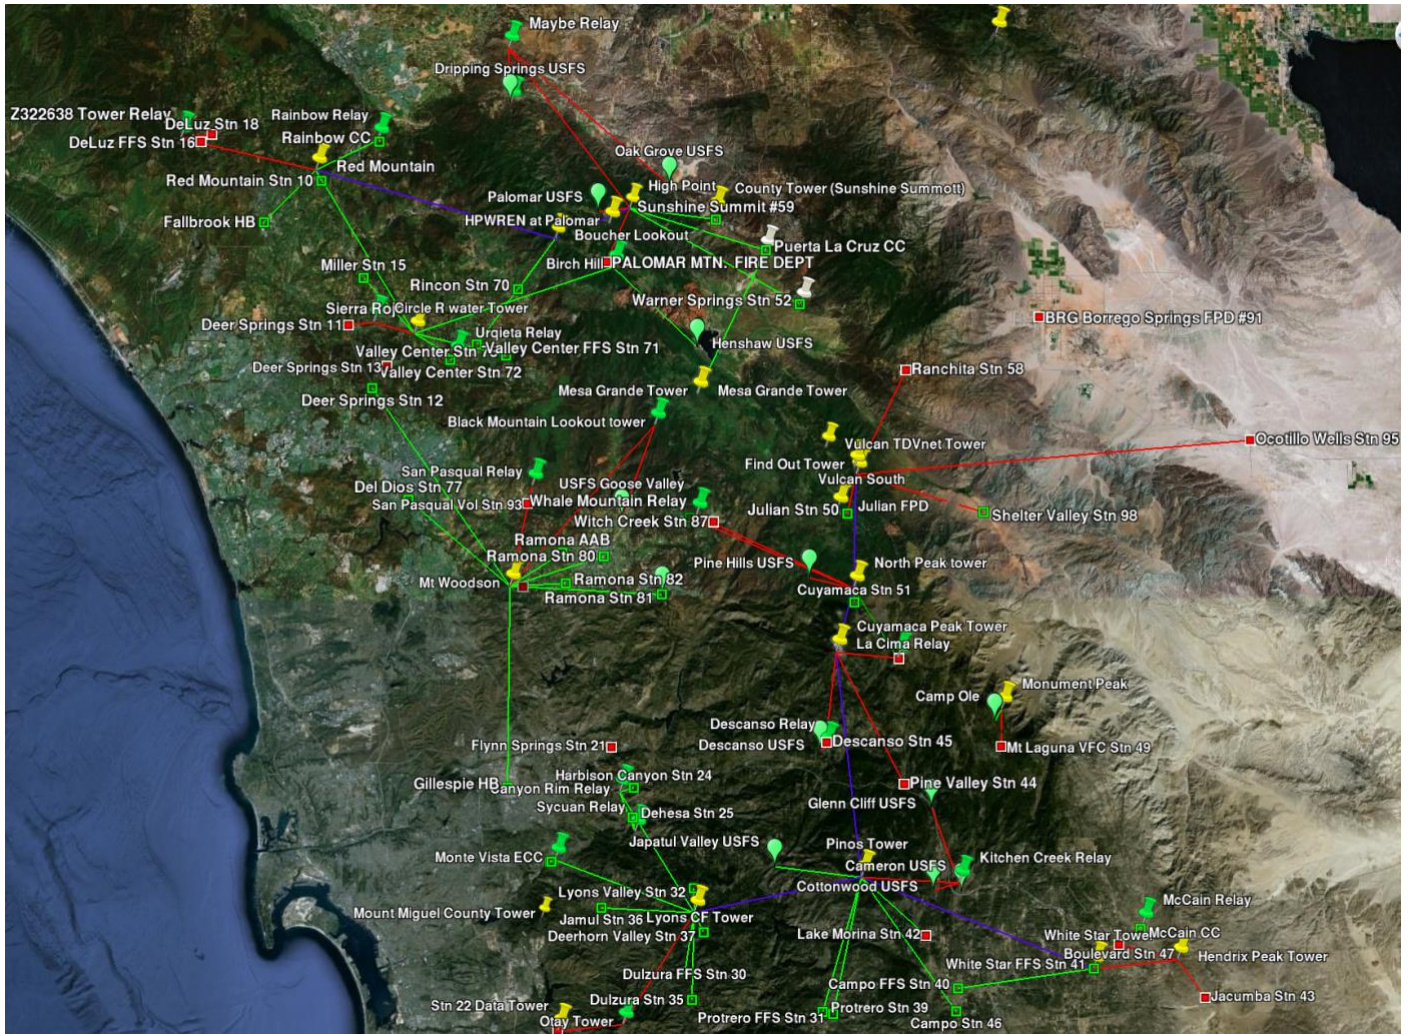 Maybe Relay
Dripping Springs USFS
Z322638 Tower Relay
DeLuz Stn 18
DeLuz FFS Stn 16
Rainbow Relay
Rainbow CC
Red Mountain
Red Mountain Stn 10
Fallbrook HB
Oak Grove USFS
Palomar USFS
High Point
County Tower (Sunshine Summott)
Sunshine Summit #59
HPWREN at Palomar
Boucher Lookout
Puerta La Cruz CC
Birch Hill
PALOMAR MTN. FIRE DEPT
Miller Stn 15
Rincon Stn 70
Warner Springs Stn 52
Circle R water Tower
Deer Springs Stn 11
BRG Borrego Springs FPD #91
Urqieta Relay
Henshaw USFS
Valley Center FFS Stn 71
Deer Springs Stn 13
Valley Center Stn 72
Ranchita Stn 58
Mesa Grande Tower
Mesa Grande Tower
Deer Springs Stn 12
Black Mountain Lookout tower
Vulcan TDVnet Tower
Ocotillo Wells Stn 95
Find Out Tower
Vulcan South
San Pasqual Relay
Del Dios Stn 77
USFS Goose Valley
San Pasqual Vol Stn 93
Whale Mountain Relay
Julian Stn 50
Julian FPD
Shelter Valley Stn 98
Witch Creek Stn 87
Ramona AAB
Ramona Stn 80
Pine Hills USFS
North Peak tower
Mt Woodson
Ramona Stn 82
Ramona Stn 81
Cuyamaca Stn 51
Cuyamaca Peak Tower
La Cima Relay
Monument Peak
Camp Ole
Descanso Relay
Descanso USFS
Descanso Stn 45
Mt Laguna VFC Stn 49
Flynn Springs Stn 21
Harbison Canyon Stn 24
Gillespie HB
Canyon Rim Relay
Pine Valley Stn 44
Glenn Cliff USFS
Sycuan Relay
Dehesa Stn 25
Japatul Valley USFS
Pinos Tower
Monte Vista ECC
Cameron USFS
Kitchen Creek Relay
Cottonwood USFS
Lyons Valley Stn 32
Mount Miguel County Tower
Jamul Stn 36
Lyons CF Tower
McCain Relay
Deerhorn Valley Stn 37
Lake Morina Stn 42
White Star Tower
McCain CC
Boulevard Stn 47
White Star FFS Stn 41
Hendrix Peak Tower
Dulzura FFS Stn 30
Campo FFS Stn 40
Jacumba Stn 43
Dulzura Stn 35
Stn 22 Data Tower
Otay Tower
Protrero FFS Stn 31
Protrero Stn 39
Campo Stn 46